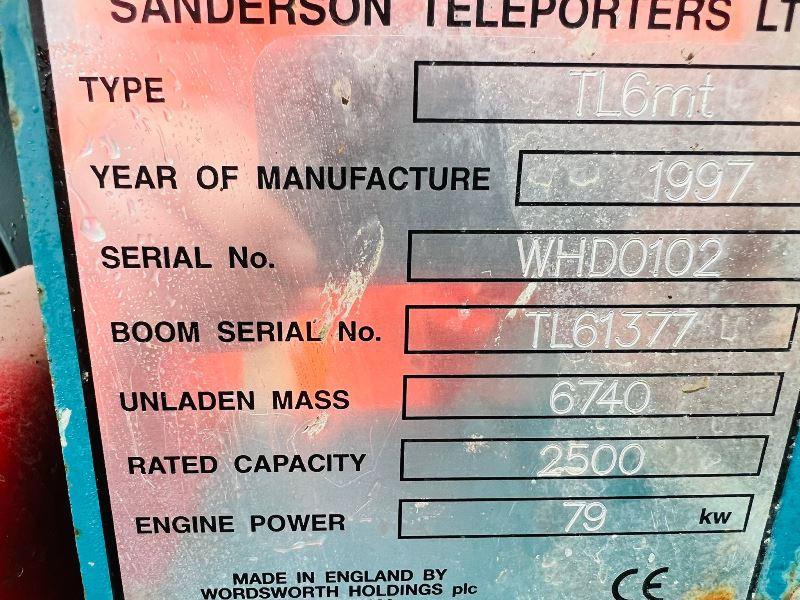 SANDERSON TELEPORTERS LT
TYPE TL6mt
YEAR OF MANUFACTURE 1997
SERIAL No. WHD0102
BOOM SERIAL No. TL61377
UNLADEN MASS 6740
RATED CAPACITY 2500
ENGINE POWER 79 kw
MADE IN ENGLAND BY
WORDSWORTH HOLDINGS plc CE